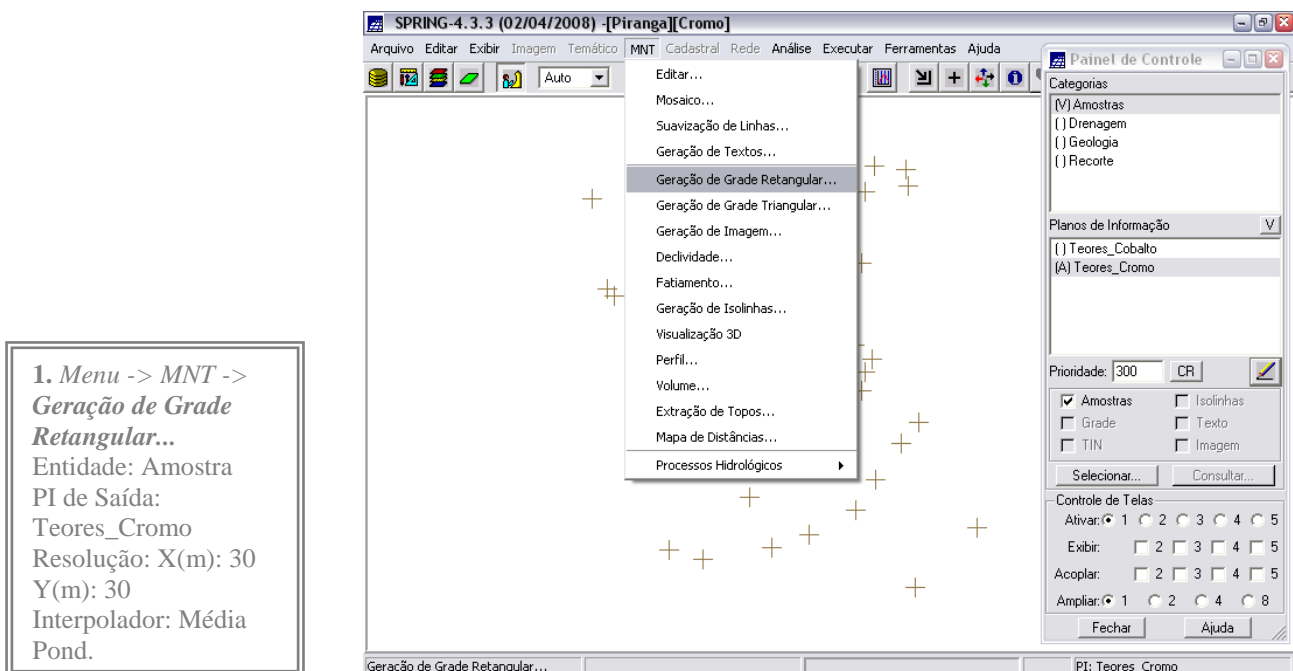 SPRING-4.3.3 (02/04/2008) -[Piranga][Cromo]
Arquivo Editar Exibir Imagem Temático MNT Cadastral Rede Análise Executar Ferramentas Ajuda
Auto
Editar...
Mosaico...
Suavização de Linhas...
Geração de Textos...
Geração de Grade Retangular...
Geração de Grade Triangular...
Geração de Imagem...
Declividade...
Fatiamento...
Geração de Isolinhas...
Visualização 3D
Perfil...
Volume...
Extração de Topos...
Mapa de Distâncias...
Processos Hidrológicos
Painel de Controle
Categorias
(V) Amostras
( ) Drenagem
( ) Geologia
( ) Recorte
Planos de Informação V
( ) Teores_Cobalto
(A) Teores_Cromo
Prioridade: 300 CR
Amostras Isolinhas
Grade Texto
TIN Imagem
Selecionar... Consultar...
Controle de Telas
Ativar: 1 2 3 4 5
Exibir: 2 3 4 5
Acoplar: 2 3 4 5
Ampliar: 1 2 4 8
Fechar Ajuda
Geração de Grade Retangular...
PI: Teores_Cromo
1. Menu -> MNT ->
Geração de Grade
Retangular...
Entidade: Amostra
PI de Saída:
Teores_Cromo
Resolução: X(m): 30
Y(m): 30
Interpolador: Média
Pond.